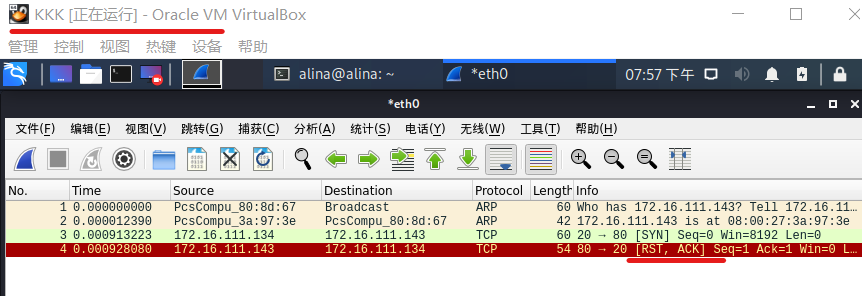 KKK [正在运行] - Oracle VM VirtualBox
管理 控制 视图 热键 设备 帮助
alina@alina: ~ *eth0 07:57 下午
*eth0
文件(F) 编辑(E) 视图(V) 跳转(G) 捕获(C) 分析(A) 统计(S) 电话(Y) 无线(W) 工具(T) 帮助(H)
No. Time Source Destination Protocol Length Info
1 0.000000000 PcsCompu_80:8d:67 Broadcast ARP 60 Who has 172.16.111.143? Tell 172.16.11…
2 0.000012390 PcsCompu_3a:97:3e PcsCompu_80:8d:67 ARP 42 172.16.111.143 is at 08:00:27:3a:97:3e
3 0.000913223 172.16.111.134 172.16.111.143 TCP 60 20 → 80 [SYN] Seq=0 Win=8192 Len=0
4 0.000928080 172.16.111.143 172.16.111.134 TCP 54 80 → 20 [RST, ACK] Seq=1 Ack=1 Win=0 L…